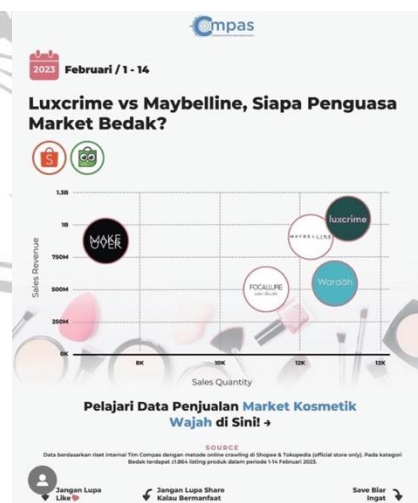 Compas
2023 Februari / 1 - 14
Luxcrime vs Maybelline, Siapa Penguasa
Market Bedak?
Sales Revenue
1.3B
1B
750M
500M
250M
0K
MAKE
OVER
MAYBELLINE
luxcrime
FOCALLURE
Wardah
8K
10K
12K
12K
Sales Quantity
Pelajari Data Penjualan Market Kosmetik
Wajah di Sini! →
SOURCE
Data berdasarkan riset internal Tim Compas dengan metode online crawling di Shopee & Tokopedia (official store only). Pada kategori
Bedak terdapat ±1.864 listing produk dalam periode 1-14 Februari 2023.
Jangan Lupa
Like
Jangan Lupa Share
Kalau Bermanfaat
Save Biar
Ingat